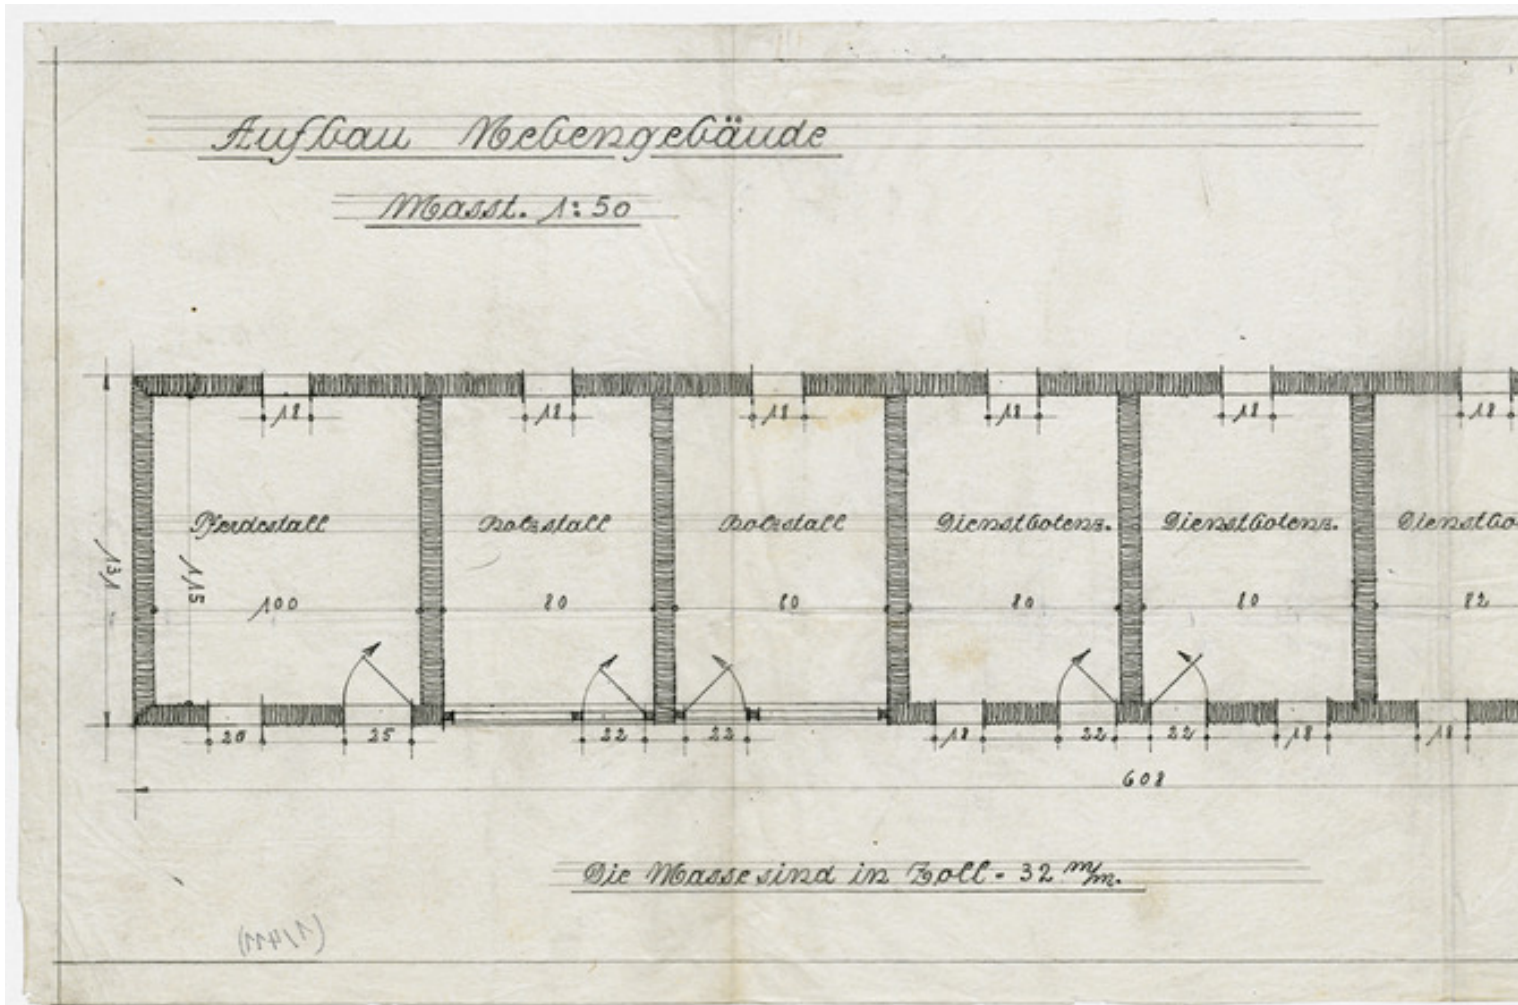 Aufbau Nebengebäude
Masst. 1:50
18 18 18 18 18 18
Pferdestall Holzstall Holzstall Dienstbotenz. Dienstbotenz. Dienstbo
131
115
100 80 80 80 80 82
20 25 22 22 18 22 22 18 18
608
Die Masse sind in Zoll - 32 m/m.